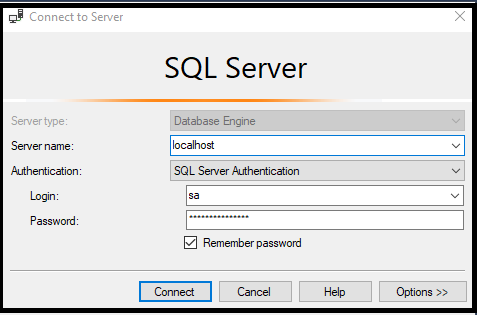 Connect to Server
SQL Server
Server type: Database Engine
Server name: localhost
Authentication: SQL Server Authentication
Login: sa
Password: ***************
Remember password
Connect Cancel Help Options >>